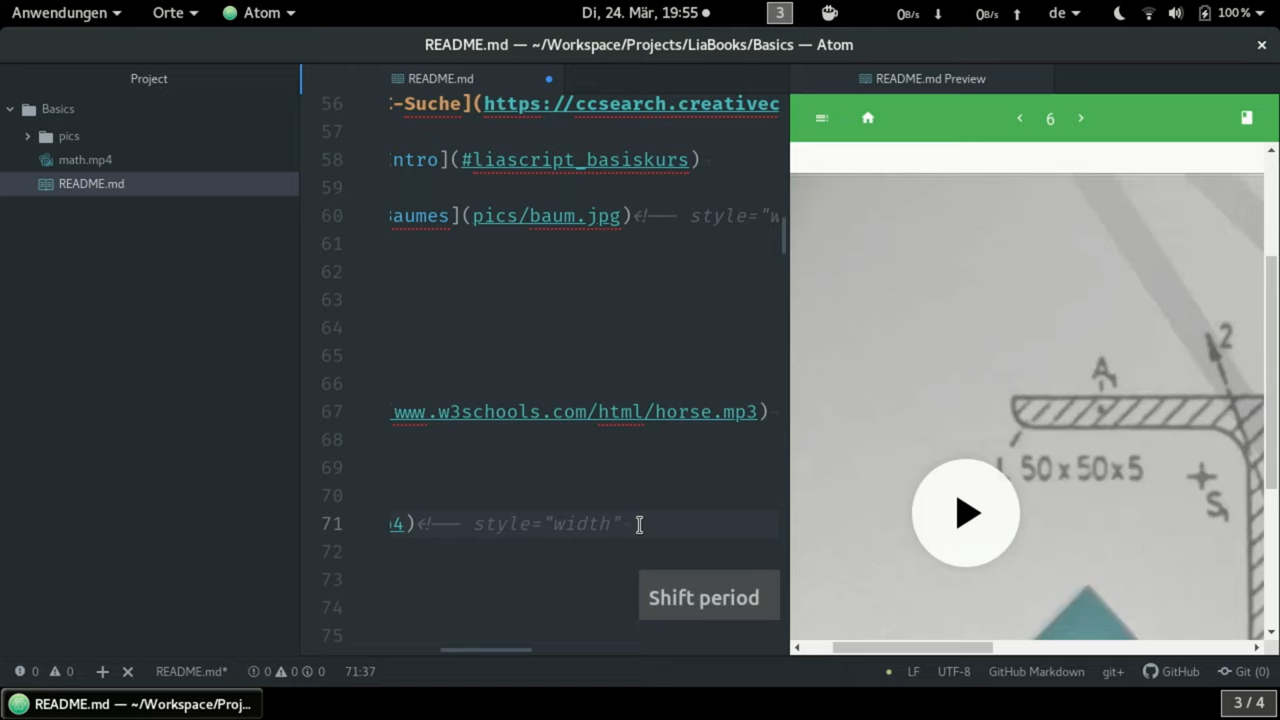 Anwendungen Orte Atom Di, 24. Mär, 19:55 3 0B/s 0B/s de 100%
README.md — ~/Workspace/Projects/LiaBooks/Basics — Atom
Project README.md README.md Preview
Basics
pics
math.mp4
README.md
56 -Suche](https://ccsearch.creativec
57
58 ntro](#liascript_basiskurs)
59
60 aumes](pics/baum.jpg)<!-- style="w
61
62
63
64
65
66
67 www.w3schools.com/html/horse.mp3)
68
69
70
71 4)<!-- style="width"
72
73
74
75
6
2
A1
50 x 50 x 5
S1
Shift period
0 0 README.md* 0 0 0 71:37 LF UTF-8 GitHub Markdown git+ GitHub Git (0)
README.md — ~/Workspace/Proj... 3 / 4